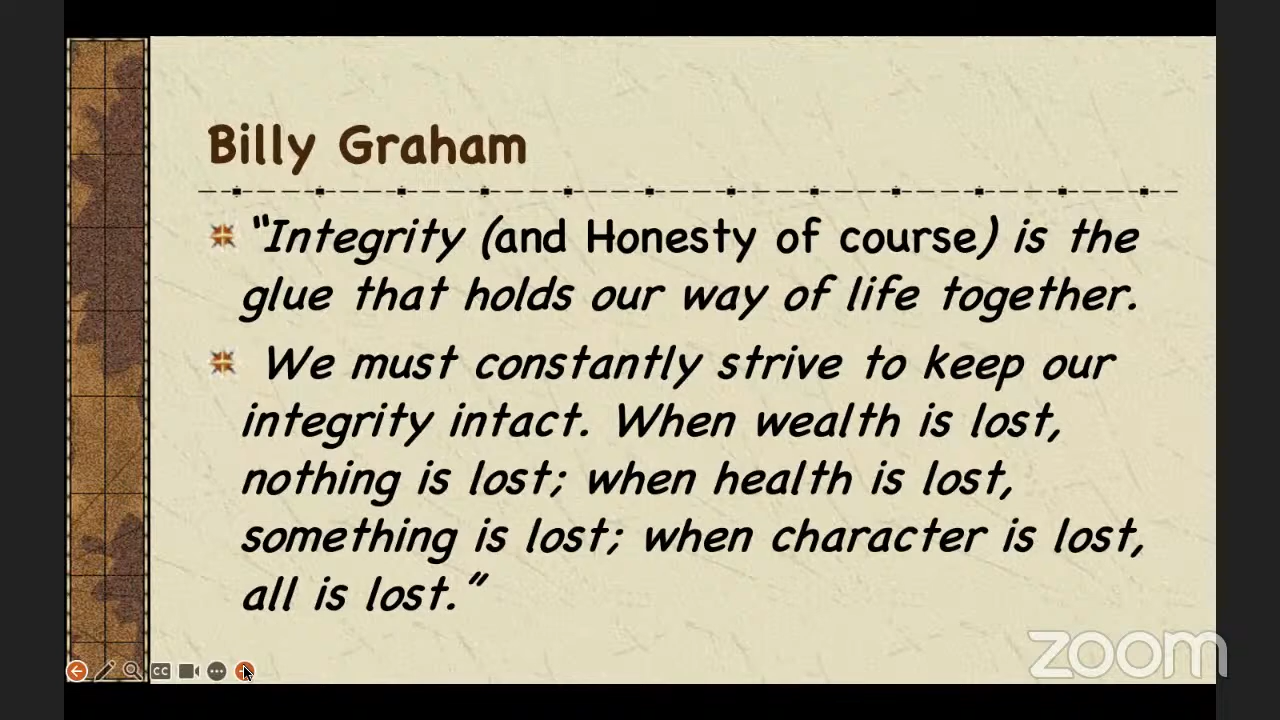 Billy Graham
“Integrity (and Honesty of course) is the
glue that holds our way of life together.
We must constantly strive to keep our
integrity intact. When wealth is lost,
nothing is lost; when health is lost,
something is lost; when character is lost,
all is lost.”
CC
zoom